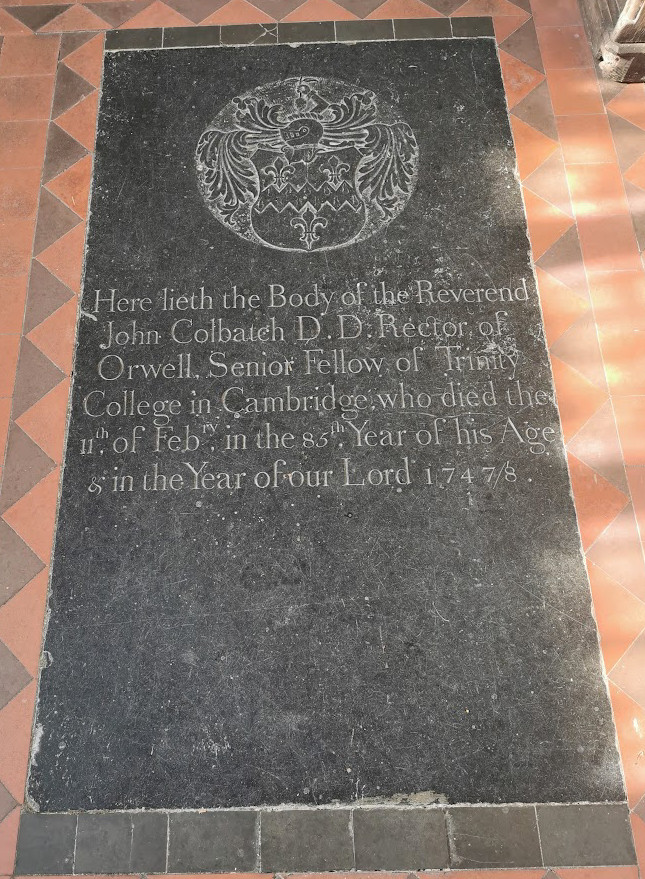 Here lieth the Body of the Reverend
John Colbatch D.D. Rector of
Orwell, Senior Fellow of Trinity
College in Cambridge, who died the
11th. of Febry. in the 85th. Year of his Age
& in the Year of our Lord 1747/8.